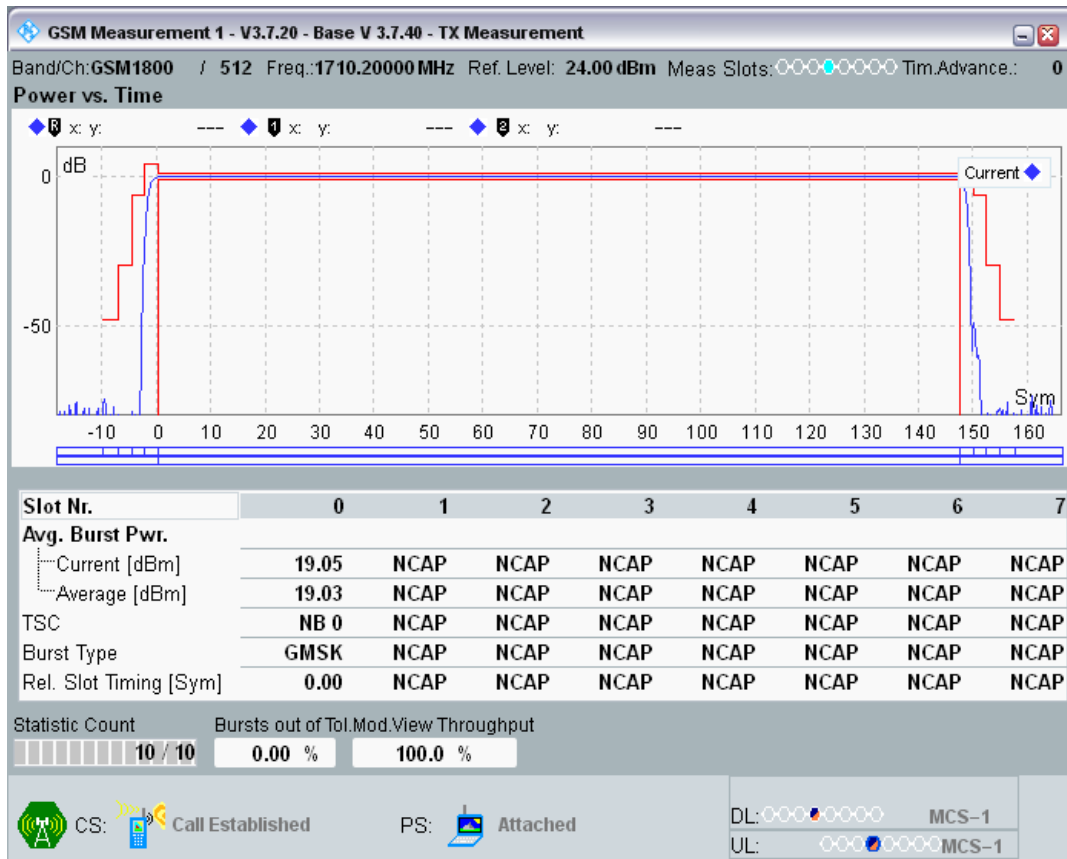 GSM Measurement 1 - V3.7.20 - Base V 3.7.40 - TX Measurement
Band/Ch:GSM1800 / 512 Freq.:1710.20000 MHz Ref. Level: 24.00 dBm Meas Slots: Tim.Advance.: 0
Power vs. Time
R x: y: --- 1 x: y: --- 2 x: y: ---
dB
Current
0
-50
Sym
-10 0 10 20 30 40 50 60 70 80 90 100 110 120 130 140 150 160
Slot Nr. 0 1 2 3 4 5 6 7
Avg. Burst Pwr.
Current [dBm] 19.05 NCAP NCAP NCAP NCAP NCAP NCAP NCAP
Average [dBm] 19.03 NCAP NCAP NCAP NCAP NCAP NCAP NCAP
TSC NB 0 NCAP NCAP NCAP NCAP NCAP NCAP NCAP
Burst Type GMSK NCAP NCAP NCAP NCAP NCAP NCAP NCAP
Rel. Slot Timing [Sym] 0.00 NCAP NCAP NCAP NCAP NCAP NCAP NCAP
Statistic Count Bursts out of Tol.Mod.View Throughput
10 / 10 0.00 % 100.0 %
CS: Call Established PS: Attached
DL: MCS-1
UL: MCS-1